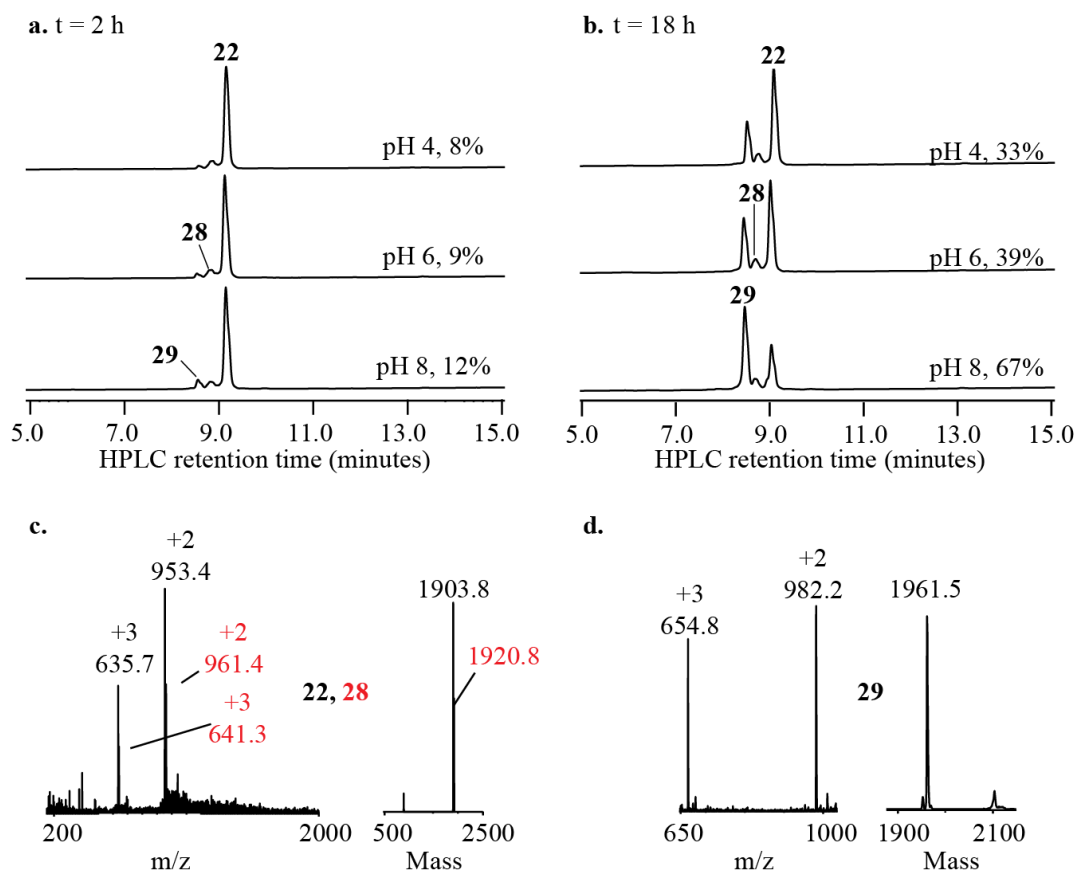 a. t = 2 h
22
pH 4, 8%
28
pH 6, 9%
29
pH 8, 12%
5.0 7.0 9.0 11.0 13.0 15.0
HPLC retention time (minutes)
b. t = 18 h
22
pH 4, 33%
28
pH 6, 39%
29
pH 8, 67%
5.0 7.0 9.0 11.0 13.0 15.0
HPLC retention time (minutes)
c.
+2
953.4
+3
635.7
+2
961.4
+3
641.3
22, 28
1903.8
1920.8
200 2000
m/z
500 2500
Mass
d.
+3
654.8
+2
982.2
29
1961.5
650 1000
m/z
1900 2100
Mass